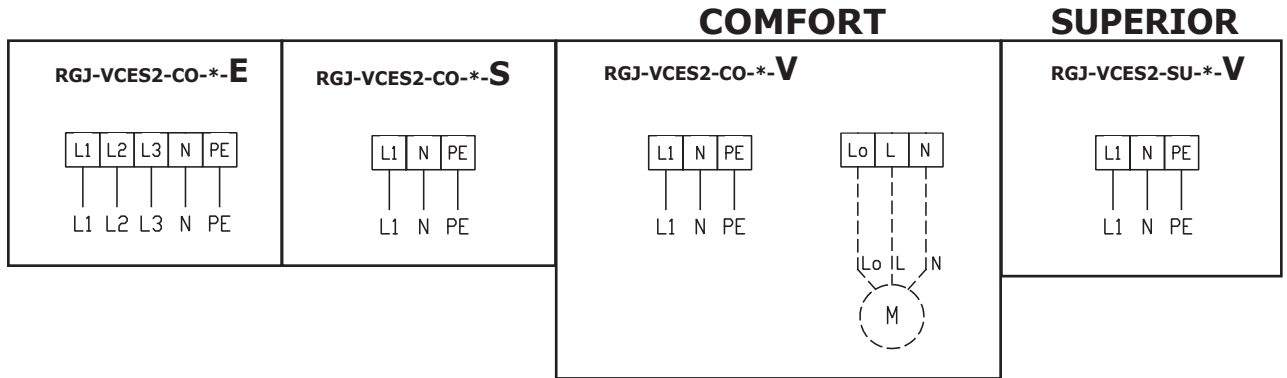 COMFORT
SUPERIOR
RGJ-VCES2-CO-*-E
L1 L2 L3 N PE
L1 L2 L3 N PE
RGJ-VCES2-CO-*-S
L1 N PE
L1 N PE
RGJ-VCES2-CO-*-V
L1 N PE
L1 N PE
Lo L N
Lo L N
M
RGJ-VCES2-SU-*-V
L1 N PE
L1 N PE